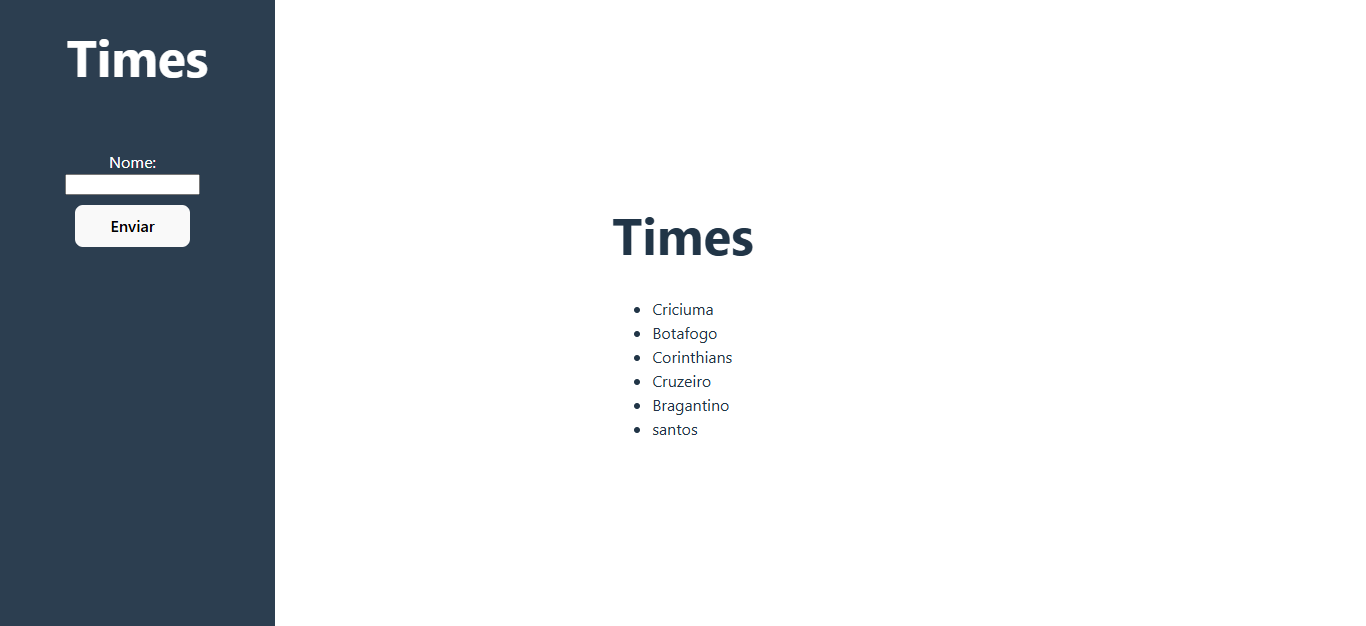 Times
Nome:
Enviar
Times
Criciuma
Botafogo
Corinthians
Cruzeiro
Bragantino
santos